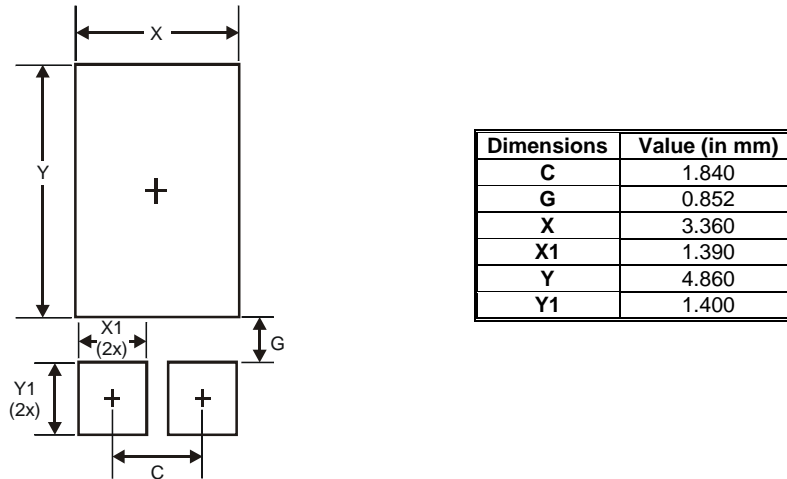 X
Y
X1
(2x)
G
Y1
(2x)
C
Dimensions Value (in mm)
C 1.840
G 0.852
X 3.360
X1 1.390
Y 4.860
Y1 1.400